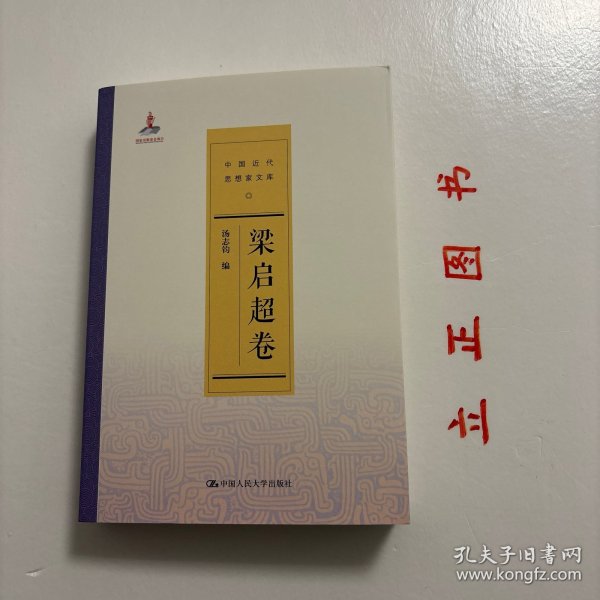 中国近代
思想家文库
梁启超卷
汤志钧 编
中国人民大学出版社
立正图书
孔夫子旧书网
www.kongfz.com